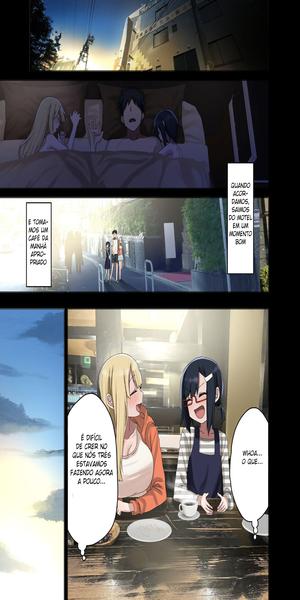 QUANDO
ACOR-
DAMOS,
SAÍMOS
DO MOTEL
EM UM
MOMENTO
BOM
E TOMA-
MOS UM
CAFÉ DA
MANHÃ
APRO-
PRIADO
WHOA...
O QUE...
É DIFÍCIL
DE CRER NO
QUE NÓS TRÊS
ESTAVAMOS
FAZENDO AGORA
A POUCO...